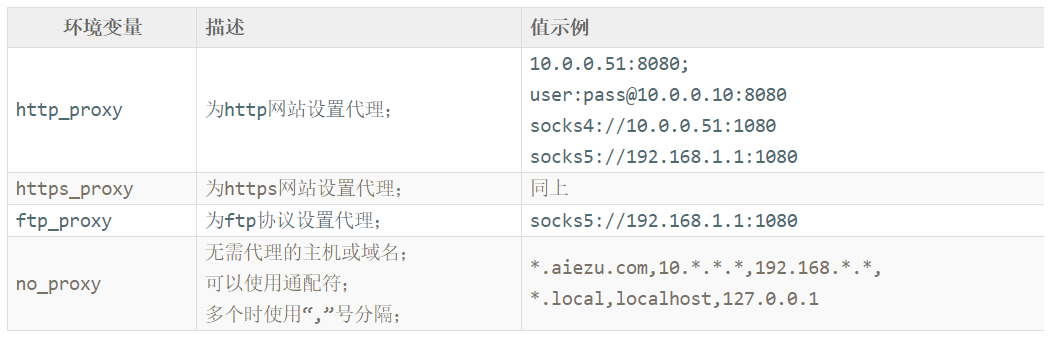 环境变量 描述 值示例
http_proxy 为http网站设置代理; 10.0.0.51:8080;
user:pass@10.0.0.10:8080
socks4://10.0.0.51:1080
socks5://192.168.1.1:1080
https_proxy 为https网站设置代理; 同上
ftp_proxy 为ftp协议设置代理; socks5://192.168.1.1:1080
no_proxy 无需代理的主机或域名;
可以使用通配符;
多个时使用“,”号分隔;
*.aiezu.com,10.*.*.*,192.168.*.*,
*.local,localhost,127.0.0.1